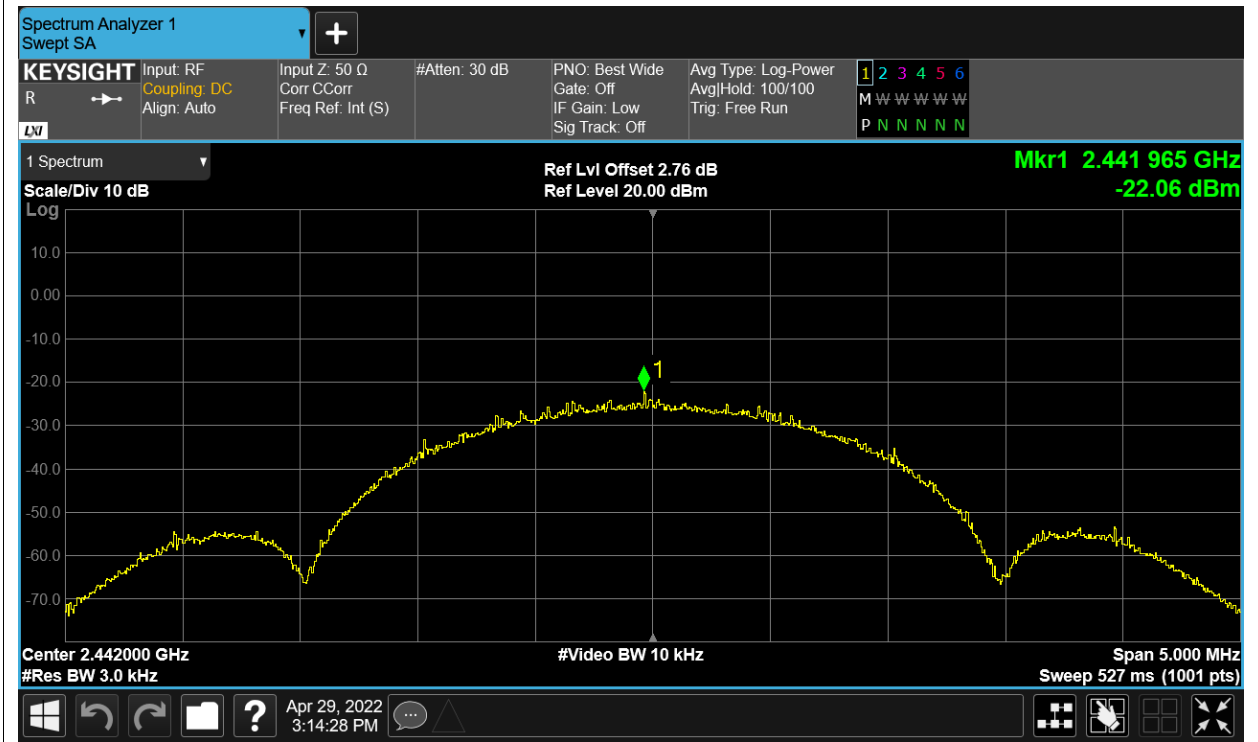 Spectrum Analyzer 1
Swept SA
+
KEYSIGHT
R
LXI
Input: RF
Coupling: DC
Align: Auto
Input Z: 50 Ω
Corr CCorr
Freq Ref: Int (S)
#Atten: 30 dB
PNO: Best Wide
Gate: Off
IF Gain: Low
Sig Track: Off
Avg Type: Log-Power
Avg|Hold: 100/100
Trig: Free Run
1 2 3 4 5 6
M W W W W W
P N N N N N
1 Spectrum
Scale/Div 10 dB
Log
Ref Lvl Offset 2.76 dB
Ref Level 20.00 dBm
Mkr1 2.441 965 GHz
-22.06 dBm
10.0
0.00
-10.0
-20.0
-30.0
-40.0
-50.0
-60.0
-70.0
1
Center 2.442000 GHz
#Res BW 3.0 kHz
#Video BW 10 kHz
Span 5.000 MHz
Sweep 527 ms (1001 pts)
?
Apr 29, 2022
3:14:28 PM